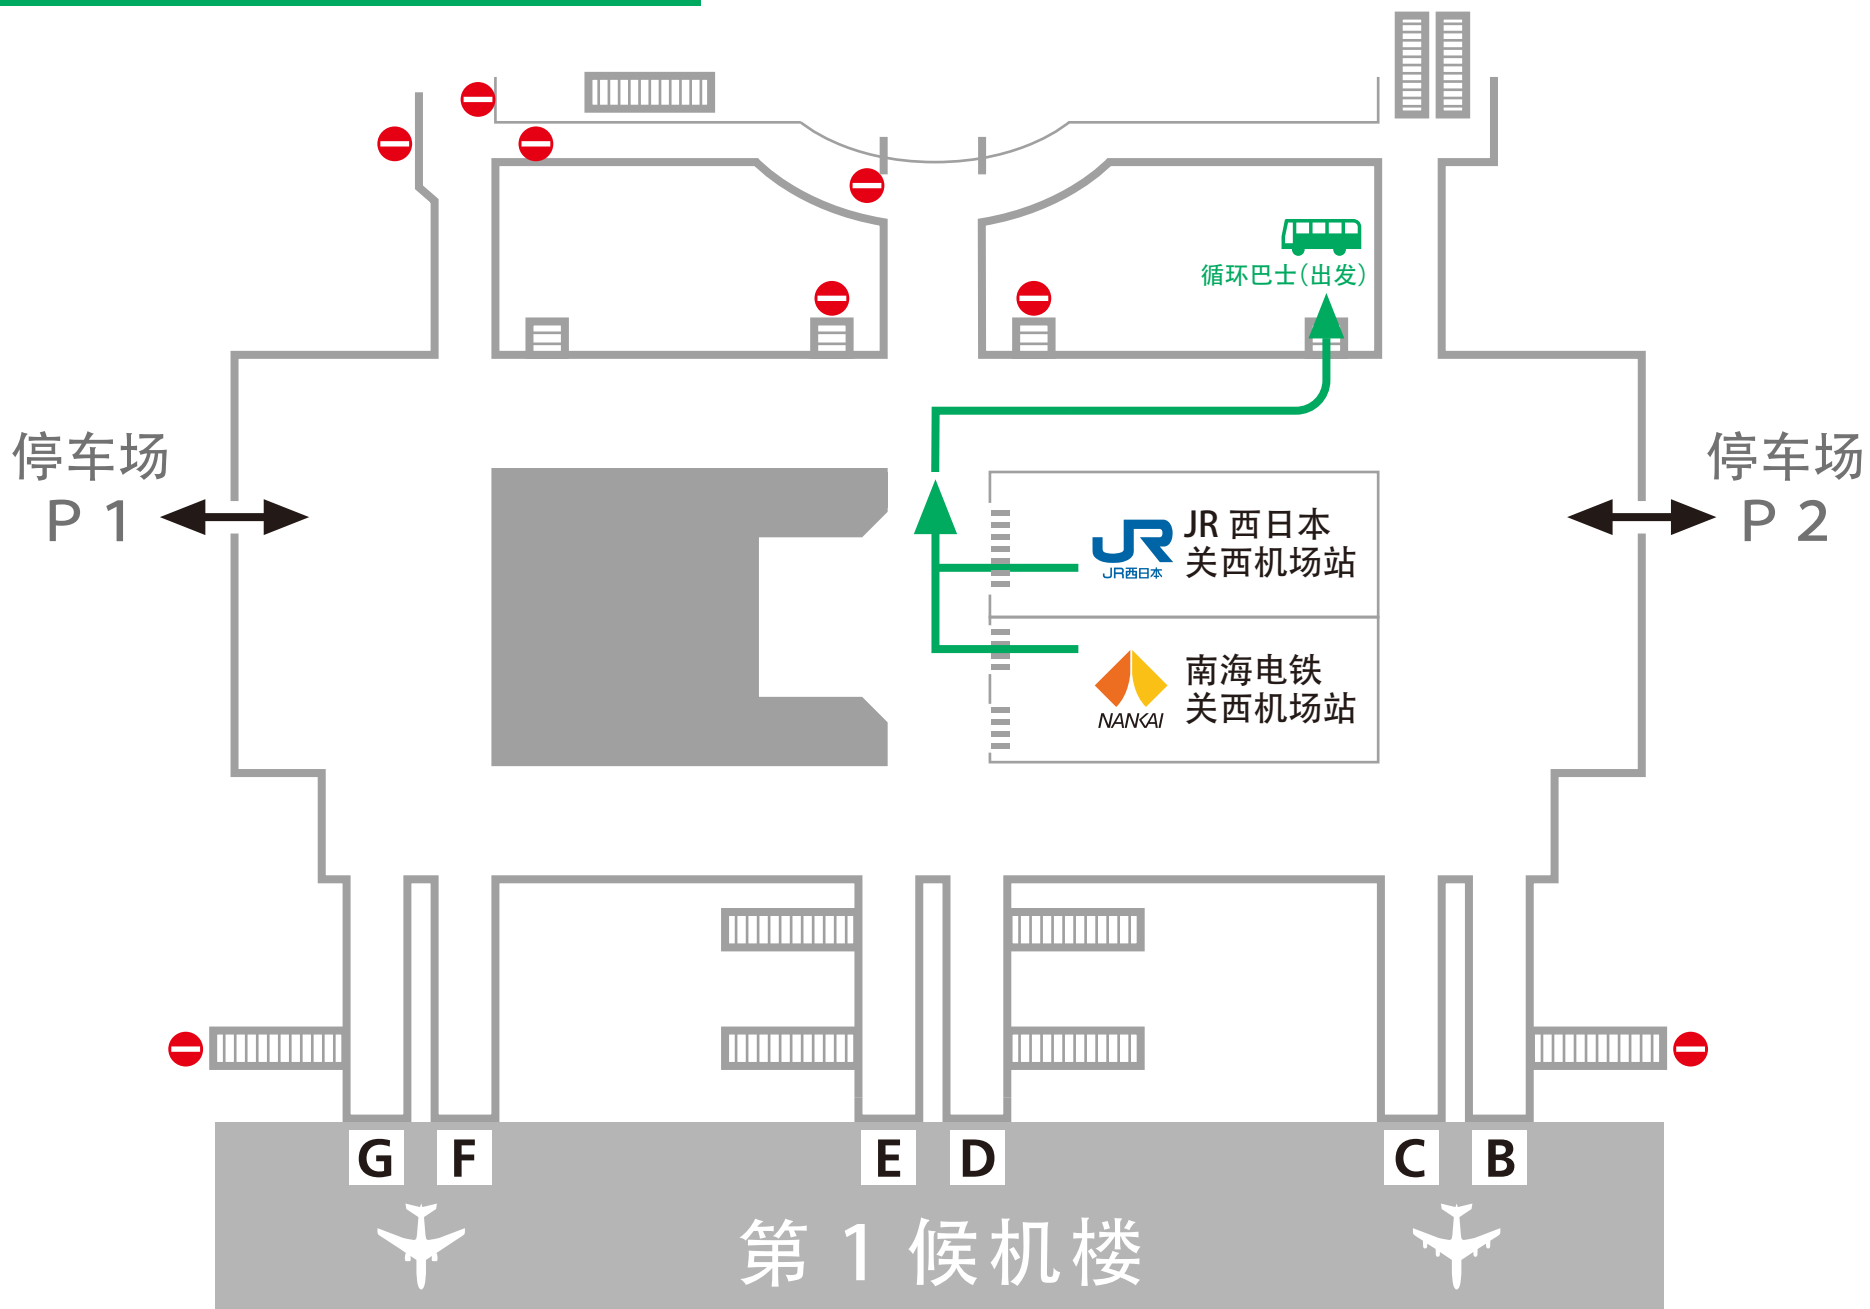 循环巴士(出发)
停车场
P 1
停车场
P 2
JR西日本
JR 西日本
关西机场站
NANKAI
南海电铁
关西机场站
G
F
E
D
C
B
第 1 候机楼